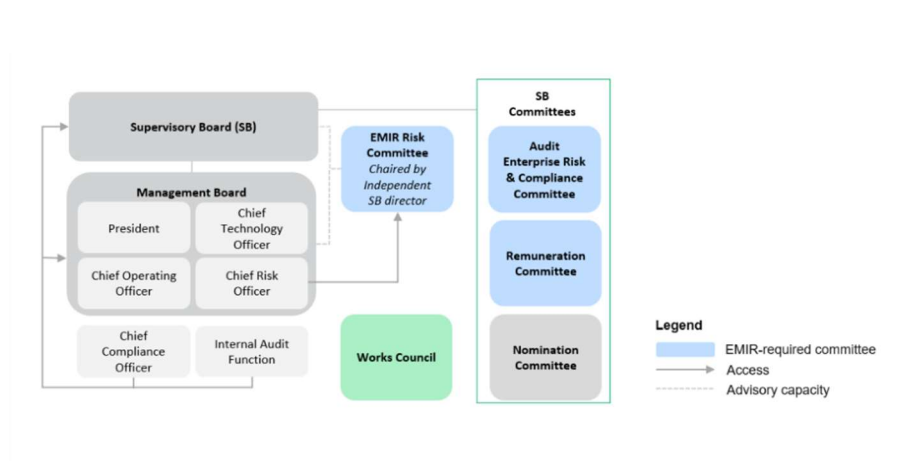 Supervisory Board (SB)
Management Board
President
Chief
Technology
Officer
Chief Operating
Officer
Chief Risk
Officer
Chief
Compliance
Officer
Internal Audit
Function
EMIR Risk
Committee
Chaired by
Independent
SB director
Works Council
SB
Committees
Audit
Enterprise Risk
& Compliance
Committee
Remuneration
Committee
Nomination
Committee
Legend
EMIR-required committee
Access
Advisory capacity